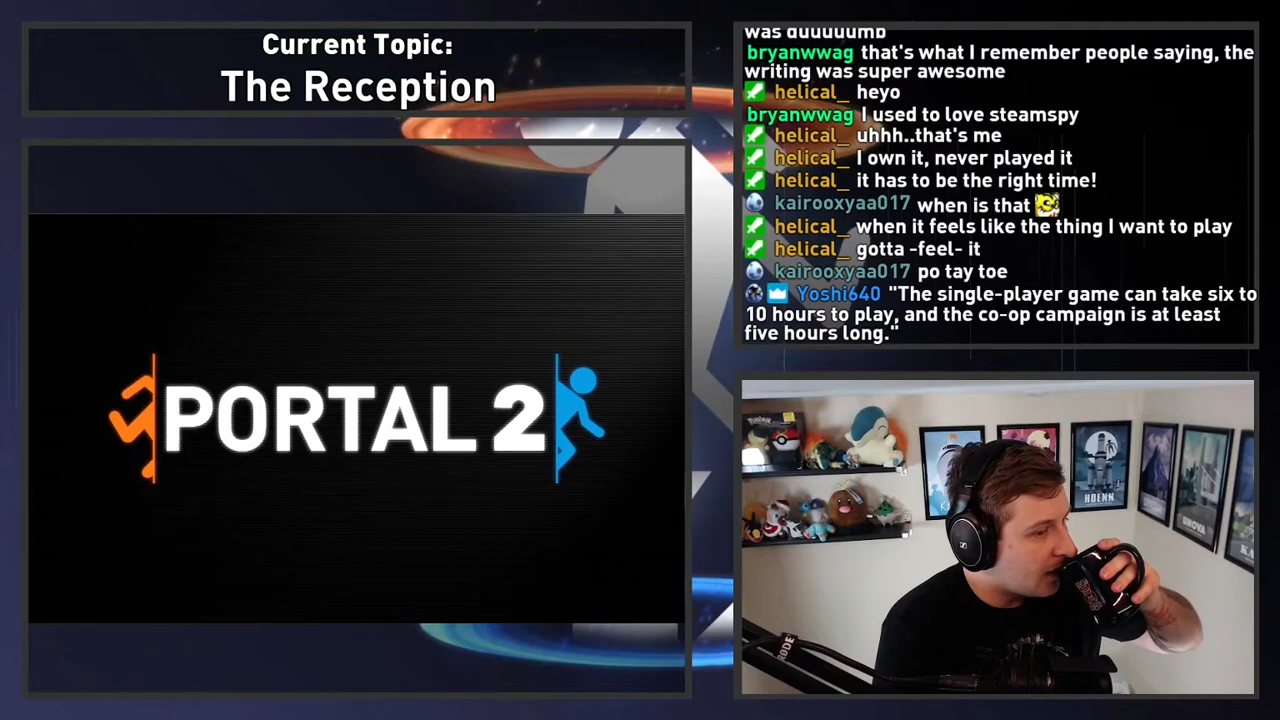 Current Topic:
The Reception
was duuuuumb
bryanwwag that's what I remember people saying, the
writing was super awesome
helical_ heyo
bryanwwag I used to love steamspy
helical_ uhhh..that's me
helical_ I own it, never played it
helical_ it has to be the right time!
kairooxyaa017 when is that
helical_ when it feels like the thing I want to play
helical_ gotta -feel- it
kairooxyaa017 po tay toe
Yoshi640 "The single-player game can take six to
10 hours to play, and the co-op campaign is at least
five hours long."
PORTAL 2
HOENN
UNOVA
RØDE